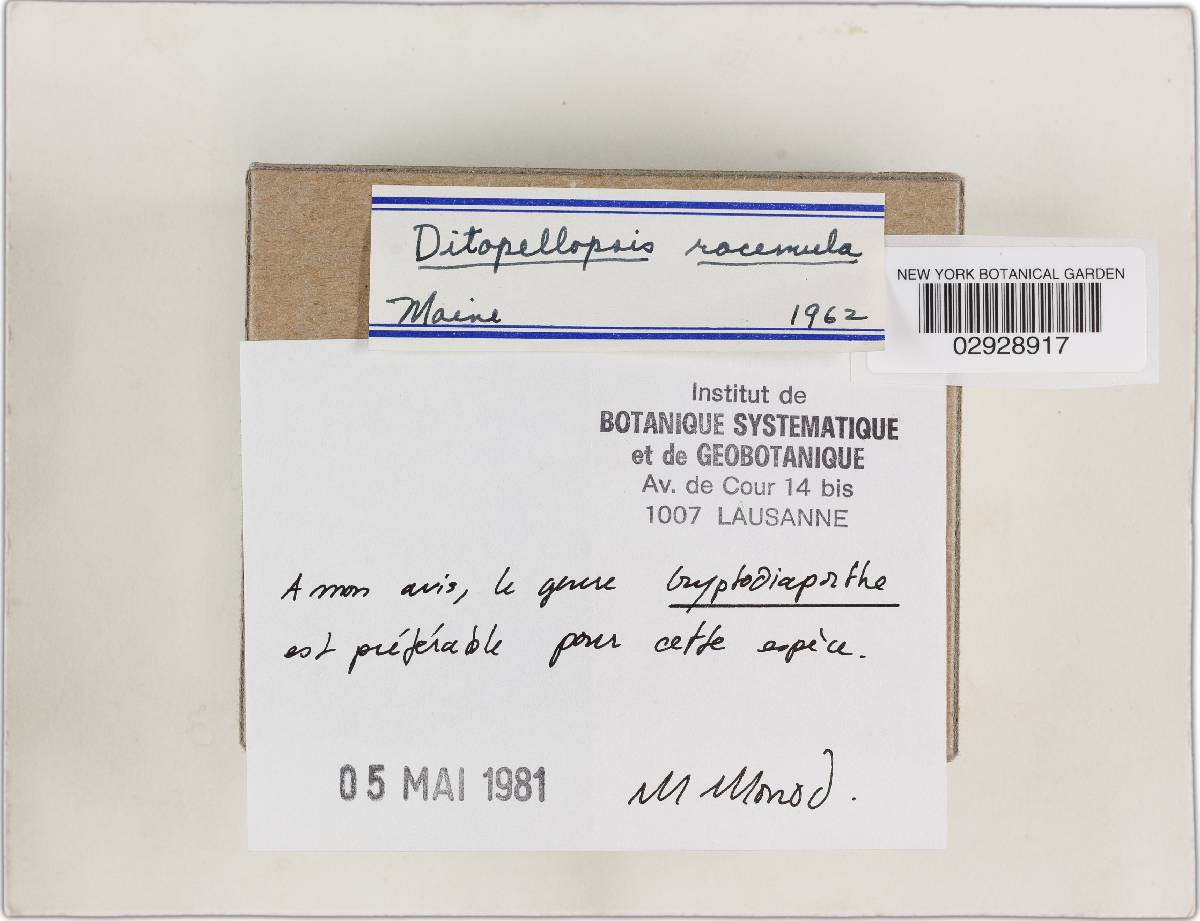 Ditopellopsis racemula
Maine 1962
NEW YORK BOTANICAL GARDEN
02928917
Institut de
BOTANIQUE SYSTEMATIQUE
et de GEOBOTANIQUE
Av. de Cour 14 bis
1007 LAUSANNE
A mon avis, le genre Cryptodiaporthe
est préférable pour cette espèce.
05 MAI 1981
M Monod.